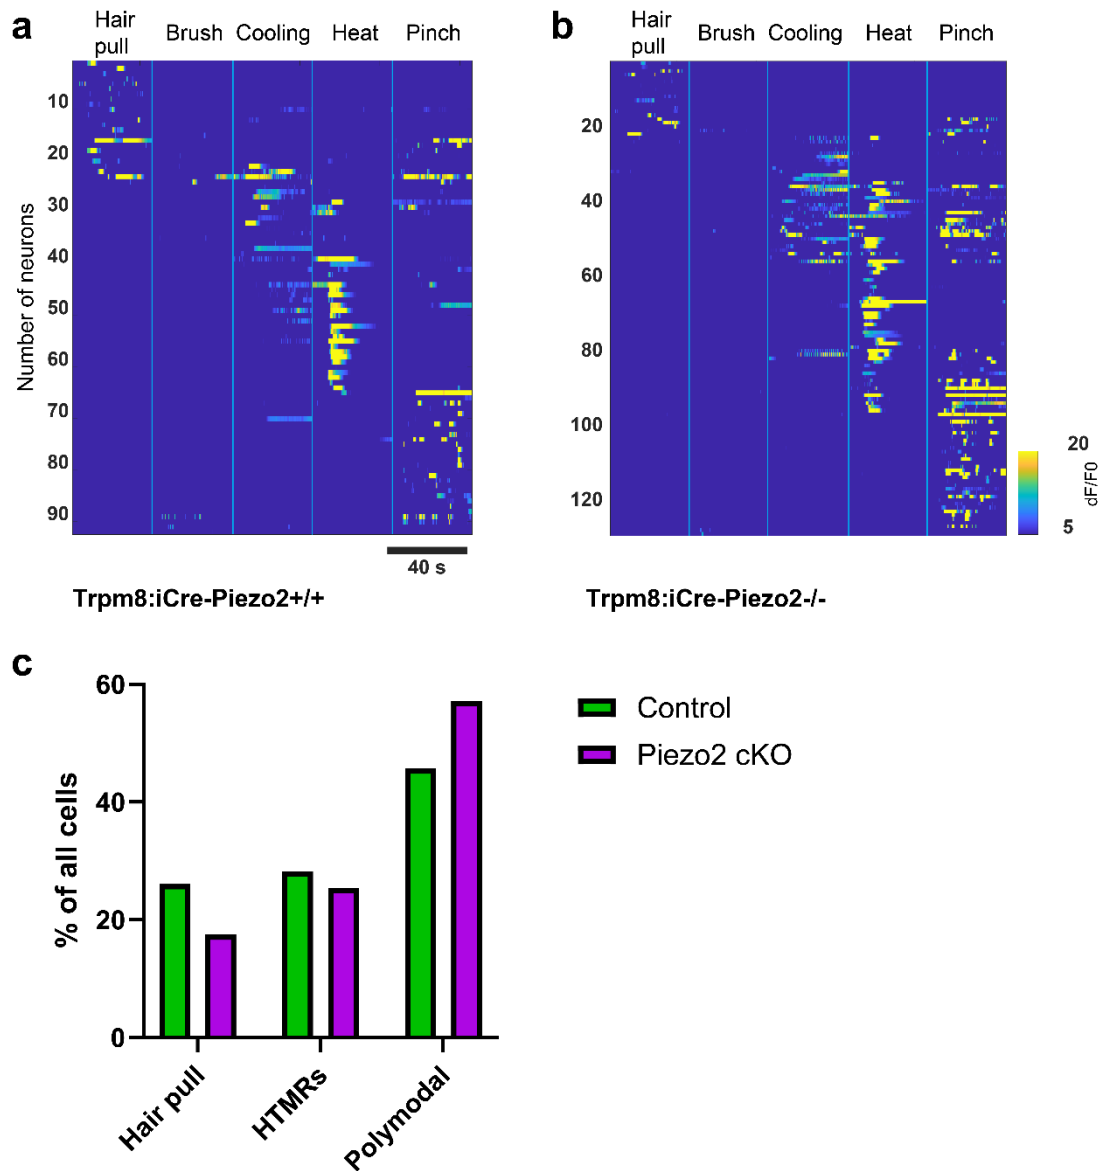 a
Hair
pull
Brush
Cooling
Heat
Pinch
Number of neurons
10
20
30
40
50
60
70
80
90
40 s
Trpm8:iCre-Piezo2+/+
b
Hair
pull
Brush
Cooling
Heat
Pinch
20
40
60
80
100
120
20
5
dF/F0
Trpm8:iCre-Piezo2-/-
c
% of all cells
60
40
20
0
Hair pull
HTMRs
Polymodal
Control
Piezo2 cKO